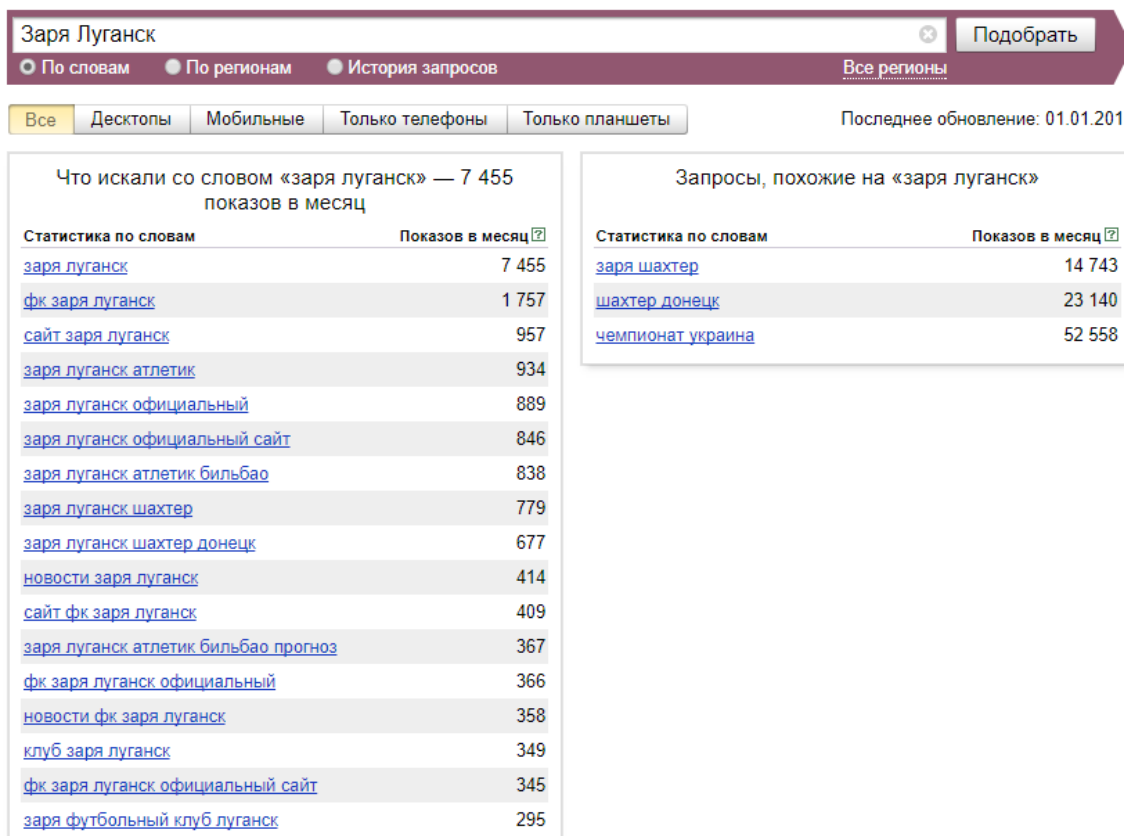 Заря Луганск
Подобрать
По словам По регионам История запросов Все регионы
Все Десктопы Мобильные Только телефоны Только планшеты Последнее обновление: 01.01.201
Что искали со словом «заря луганск» — 7 455
показов в месяц
Статистика по словам Показов в месяц ?
заря луганск 7 455
фк заря луганск 1 757
сайт заря луганск 957
заря луганск атлетик 934
заря луганск официальный 889
заря луганск официальный сайт 846
заря луганск атлетик бильбао 838
заря луганск шахтер 779
заря луганск шахтер донецк 677
новости заря луганск 414
сайт фк заря луганск 409
заря луганск атлетик бильбао прогноз 367
фк заря луганск официальный 366
новости фк заря луганск 358
клуб заря луганск 349
фк заря луганск официальный сайт 345
заря футбольный клуб луганск 295
Запросы, похожие на «заря луганск»
Статистика по словам Показов в месяц ?
заря шахтер 14 743
шахтер донецк 23 140
чемпионат украина 52 558